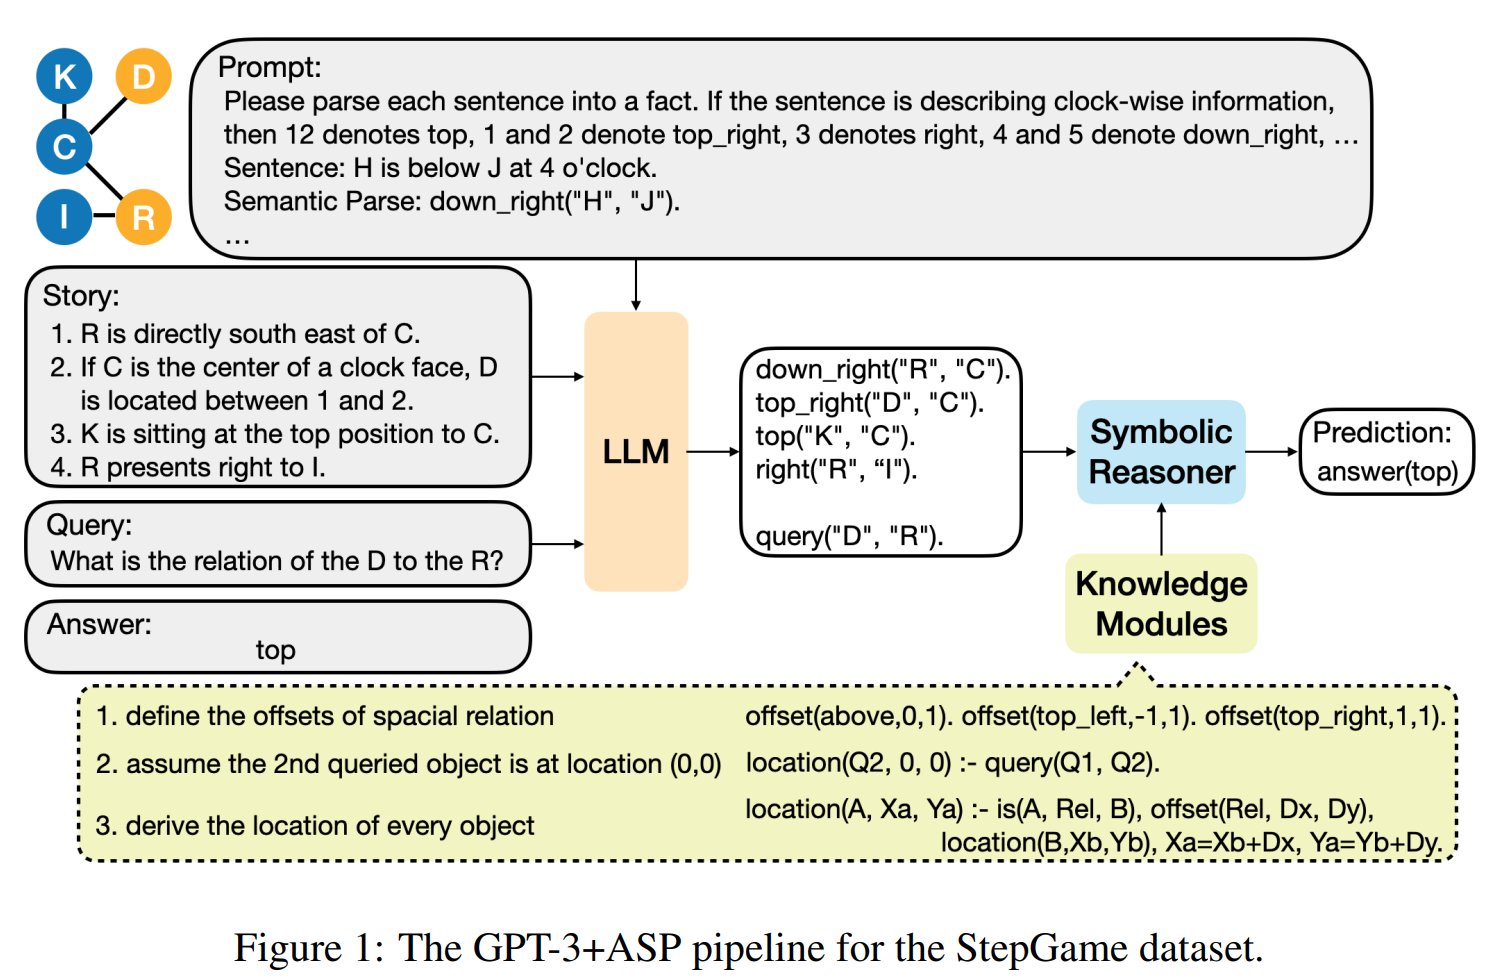 K
D
C
I
R
Prompt:
Please parse each sentence into a fact. If the sentence is describing clock-wise information,
then 12 denotes top, 1 and 2 denote top_right, 3 denotes right, 4 and 5 denote down_right, ...
Sentence: H is below J at 4 o'clock.
Semantic Parse: down_right("H", "J").
...
Story:
1. R is directly south east of C.
2. If C is the center of a clock face, D
is located between 1 and 2.
3. K is sitting at the top position to C.
4. R presents right to I.
Query:
What is the relation of the D to the R?
Answer:
top
LLM
down_right("R", "C").
top_right("D", "C").
top("K", "C").
right("R", “I").
query("D", "R").
Symbolic
Reasoner
Prediction:
answer(top)
Knowledge
Modules
1. define the offsets of spacial relation
offset(above,0,1). offset(top_left,-1,1). offset(top_right,1,1).
2. assume the 2nd queried object is at location (0,0)
location(Q2, 0, 0) :- query(Q1, Q2).
3. derive the location of every object
location(A, Xa, Ya) :- is(A, Rel, B), offset(Rel, Dx, Dy),
location(B,Xb,Yb), Xa=Xb+Dx, Ya=Yb+Dy.
Figure 1: The GPT-3+ASP pipeline for the StepGame dataset.